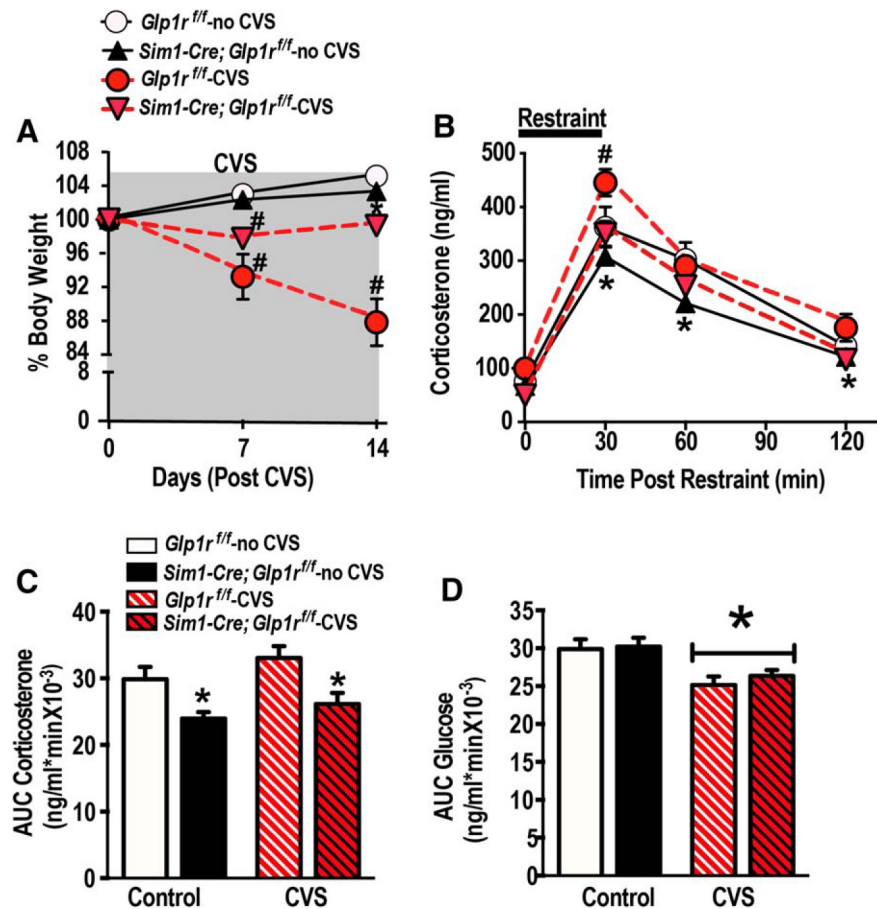 Glp1r f/f-no CVS
Sim1-Cre; Glp1r f/f-no CVS
Glp1r f/f-CVS
Sim1-Cre; Glp1r f/f-CVS
A
CVS
108
104
100
96
92
88
84
8
0
% Body Weight
#
#
#
*
0 7 14
Days (Post CVS)
B
Restraint
500
400
300
200
100
0
Corticosterone (ng/ml)
#
*
*
*
0 30 60 90 120
Time Post Restraint (min)
C
Glp1r f/f-no CVS
Sim1-Cre; Glp1r f/f-no CVS
Glp1r f/f-CVS
Sim1-Cre; Glp1r f/f-CVS
40
30
20
10
0
AUC Corticosterone
(ng/ml*minX10-3)
*
*
Control CVS
D
35
30
25
20
15
10
5
0
AUC Glucose
(ng/ml*minX10-3)
*
Control CVS